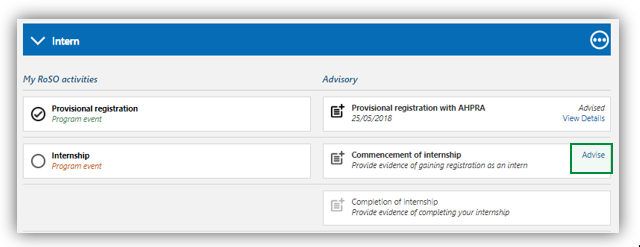 Intern
My RoSO activities
Advisory
Provisional registration
Program event
Provisional registration with AHPRA
25/05/2018
Advised
View Details
Internship
Program event
Commencement of internship
Provide evidence of gaining registration as an intern
Advise
Completion of internship
Provide evidence of completing your internship